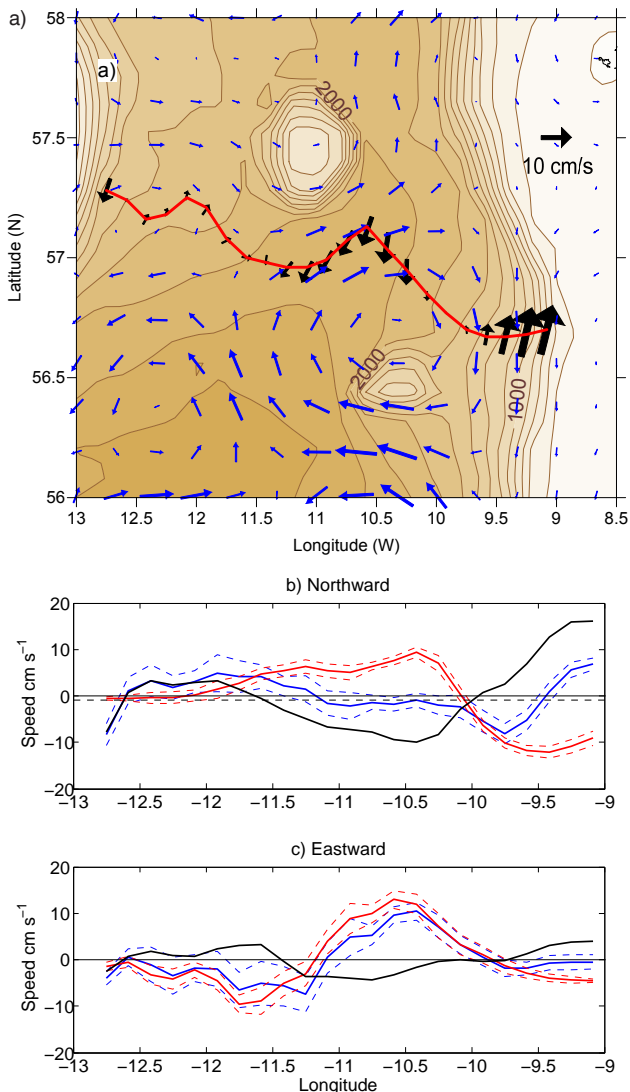 a)
58
a)
2000
57.5
10 cm/s
Latitude (N)
57
56.5
2000
1000
56
13 12.5 12 11.5 11 10.5 10 9.5 9 8.5
Longitude (W)
b) Northward
20
10
0
−10
−20
Speed cm s⁻¹
−13 −12.5 −12 −11.5 −11 −10.5 −10 −9.5 −9
c) Eastward
20
10
0
−10
−20
Speed cm s⁻¹
−13 −12.5 −12 −11.5 −11 −10.5 −10 −9.5 −9
Longitude